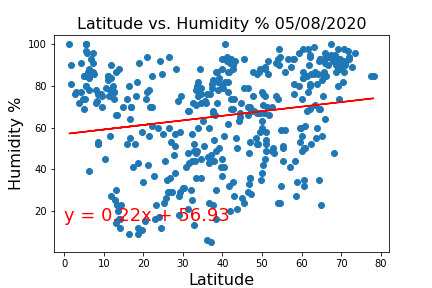 Latitude vs. Humidity % 05/08/2020
100
80
60
40
20
Humidity %
y = 0.22x + 56.93
0 10 20 30 40 50 60 70 80
Latitude